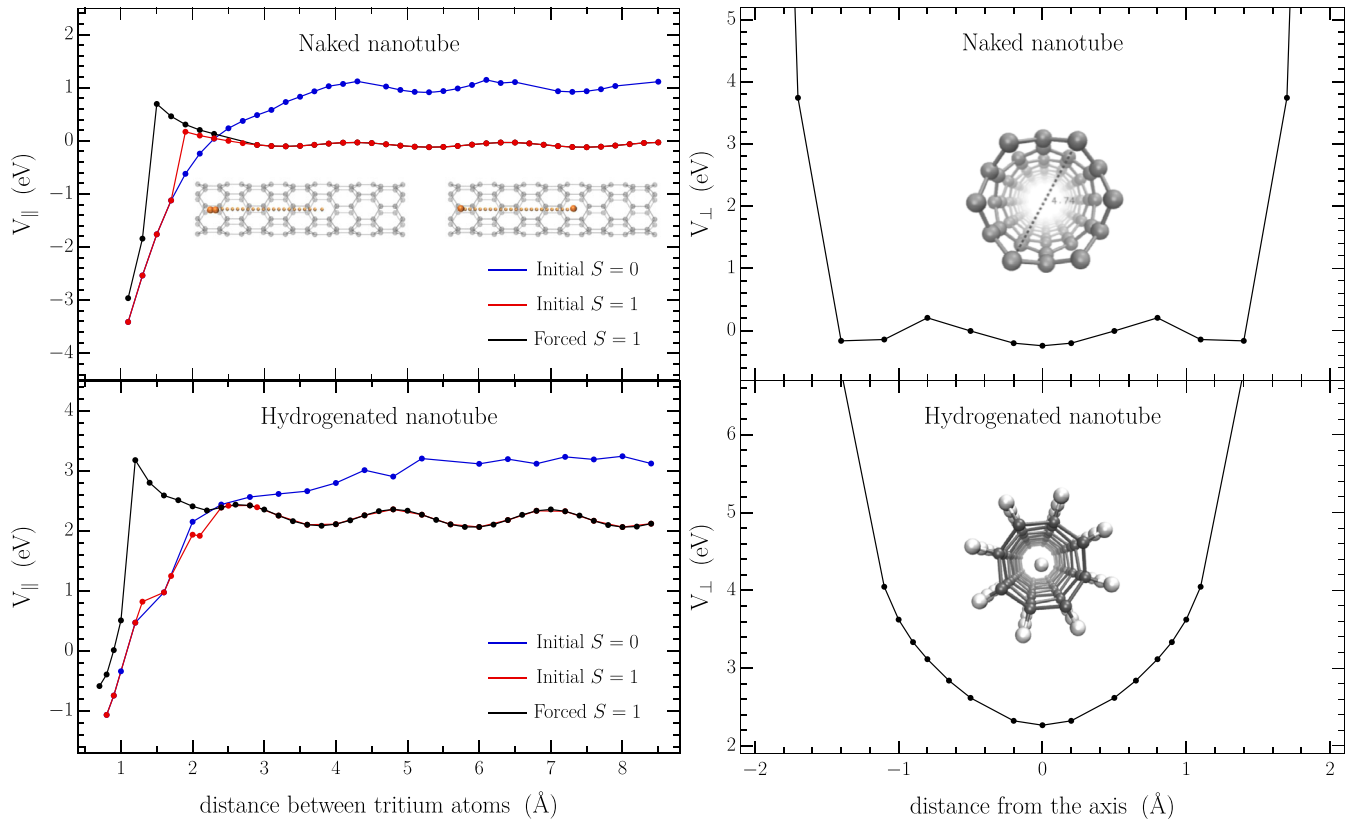 Naked nanotube
2
1
0
−1
−2
−3
−4
V∥ (eV)
Initial S = 0
Initial S = 1
Forced S = 1
Naked nanotube
5
4
3
2
1
0
V⊥ (eV)
4.74
Hydrogenated nanotube
4
3
2
1
0
−1
V∥ (eV)
Initial S = 0
Initial S = 1
Forced S = 1
1 2 3 4 5 6 7 8
distance between tritium atoms (Å)
Hydrogenated nanotube
6
5
4
3
2
V⊥ (eV)
−2 −1 0 1 2
distance from the axis (Å)